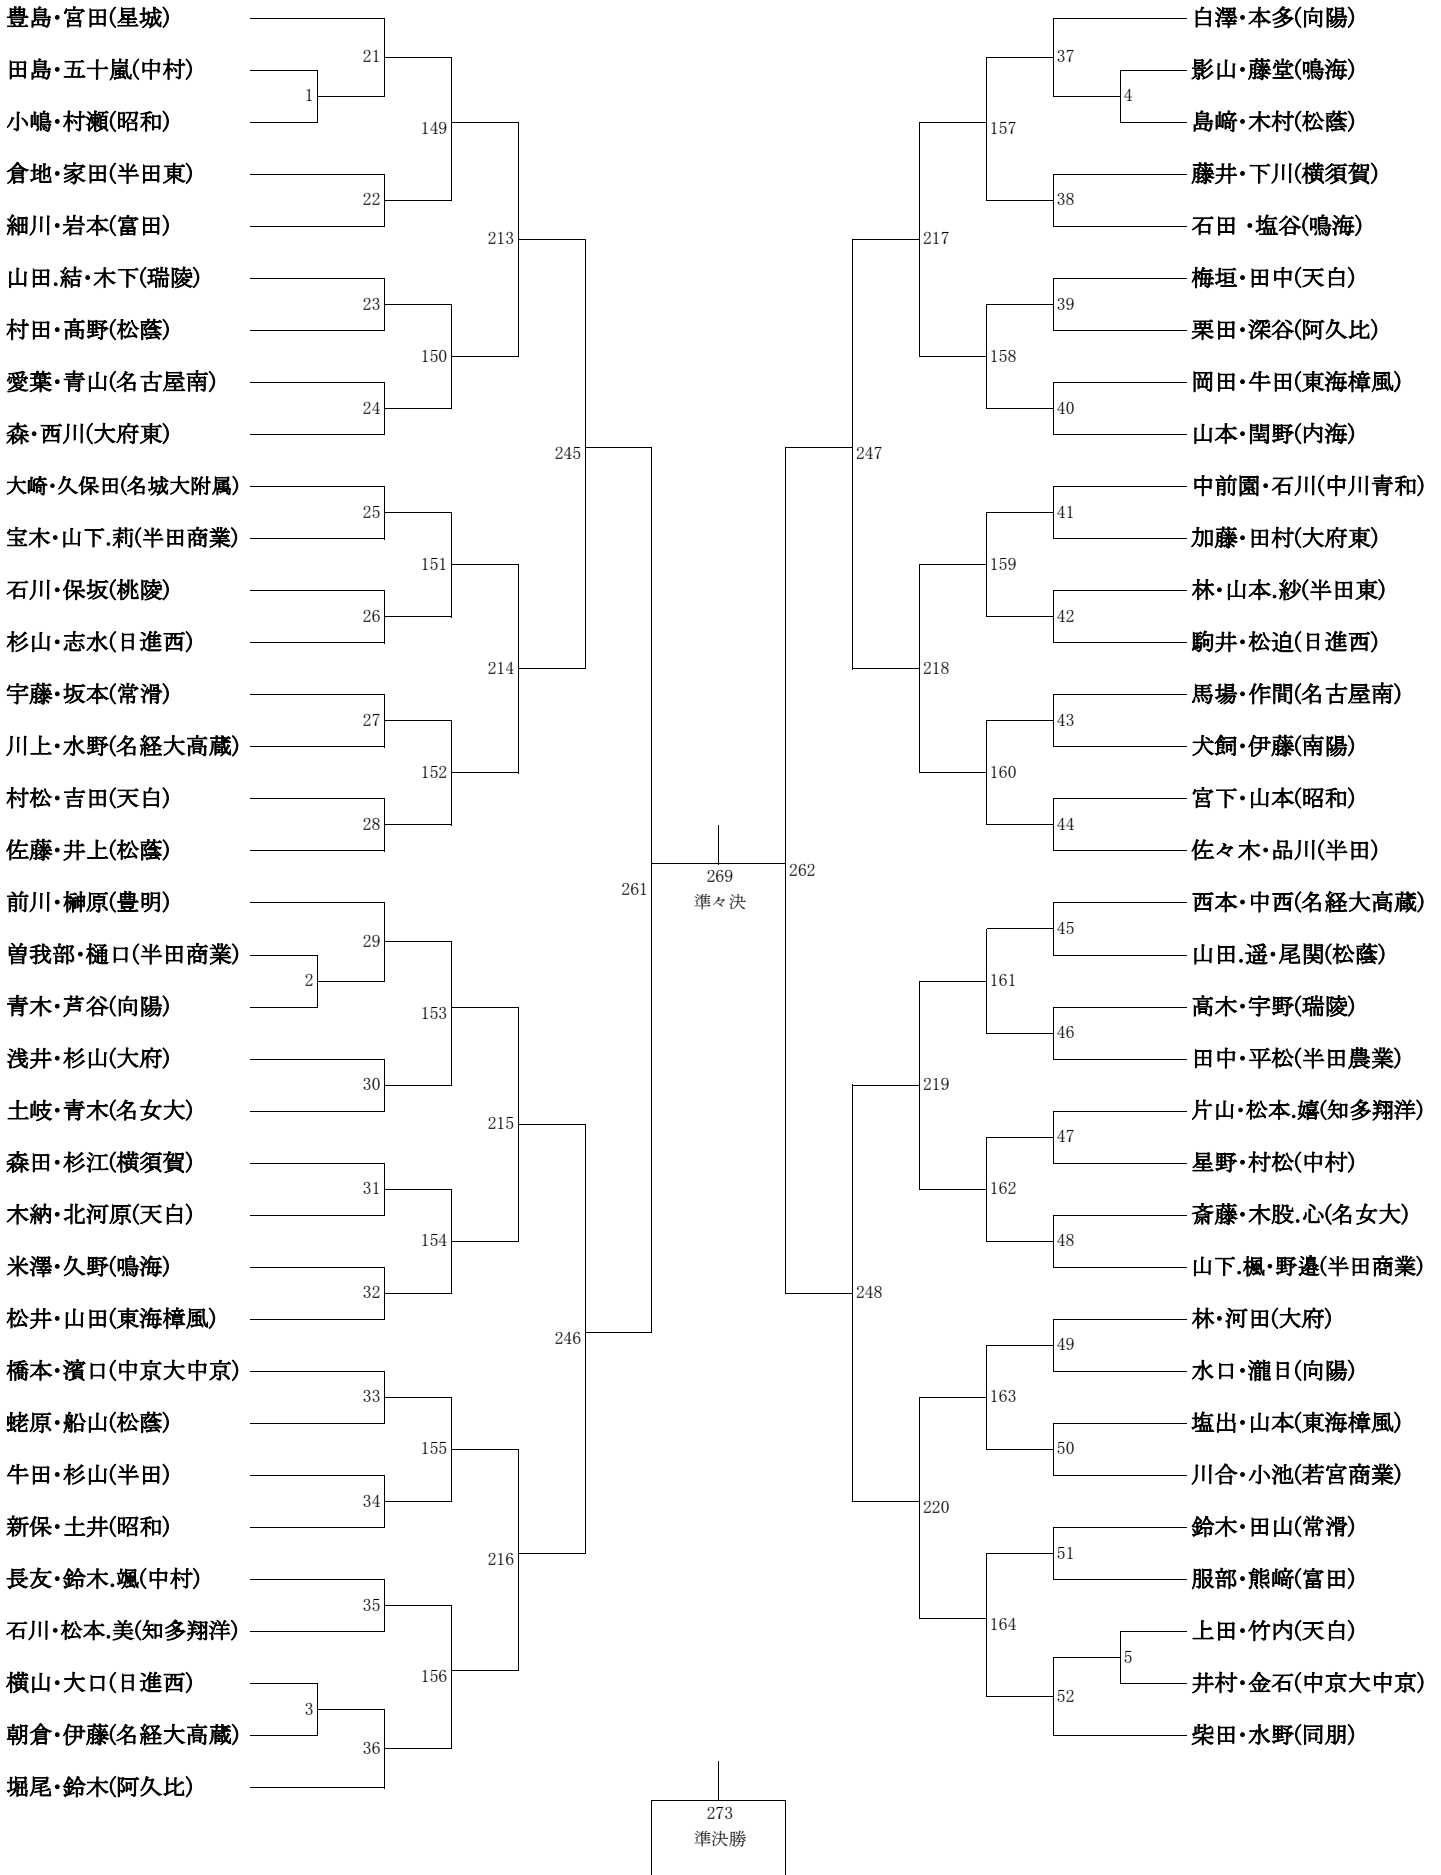 豊島・宮田(星城)
田島・五十嵐(中村)
小嶋・村瀬(昭和)
倉地・家田(半田東)
細川・岩本(富田)
山田.結・木下(瑞陵)
村田・髙野(松蔭)
愛葉・青山(名古屋南)
森・西川(大府東)
大崎・久保田(名城大附属)
宝木・山下.莉(半田商業)
石川・保坂(桃陵)
杉山・志水(日進西)
宇藤・坂本(常滑)
川上・水野(名経大高蔵)
村松・吉田(天白)
佐藤・井上(松蔭)
前川・榊原(豊明)
曽我部・樋口(半田商業)
青木・芦谷(向陽)
浅井・杉山(大府)
土岐・青木(名女大)
森田・杉江(横須賀)
木納・北河原(天白)
米澤・久野(鳴海)
松井・山田(東海樟風)
橋本・濱口(中京大中京)
蛯原・船山(松蔭)
牛田・杉山(半田)
新保・土井(昭和)
長友・鈴木.颯(中村)
石川・松本.美(知多翔洋)
横山・大口(日進西)
朝倉・伊藤(名経大高蔵)
堀尾・鈴木(阿久比)
1
2
3
21
22
23
24
25
26
27
28
29
30
31
32
33
34
35
36
149
150
151
152
153
154
155
156
213
214
215
216
245
246
261
269
準々決
273
準決勝
262
247
248
217
218
219
220
157
158
159
160
161
162
163
164
37
38
39
40
41
42
43
44
45
46
47
48
49
50
51
52
4
5
白澤・本多(向陽)
影山・藤堂(鳴海)
島﨑・木村(松蔭)
藤井・下川(横須賀)
石田 ・塩谷(鳴海)
梅垣・田中(天白)
栗田・深谷(阿久比)
岡田・牛田(東海樟風)
山本・閏野(内海)
中前園・石川(中川青和)
加藤・田村(大府東)
林・山本.紗(半田東)
駒井・松迫(日進西)
馬場・作間(名古屋南)
犬飼・伊藤(南陽)
宮下・山本(昭和)
佐々木・品川(半田)
西本・中西(名経大高蔵)
山田.遥・尾関(松蔭)
高木・宇野(瑞陵)
田中・平松(半田農業)
片山・松本.嬉(知多翔洋)
星野・村松(中村)
斎藤・木股.心(名女大)
山下.楓・野邉(半田商業)
林・河田(大府)
水口・瀧日(向陽)
塩出・山本(東海樟風)
川合・小池(若宮商業)
鈴木・田山(常滑)
服部・熊﨑(富田)
上田・竹内(天白)
井村・金石(中京大中京)
柴田・水野(同朋)